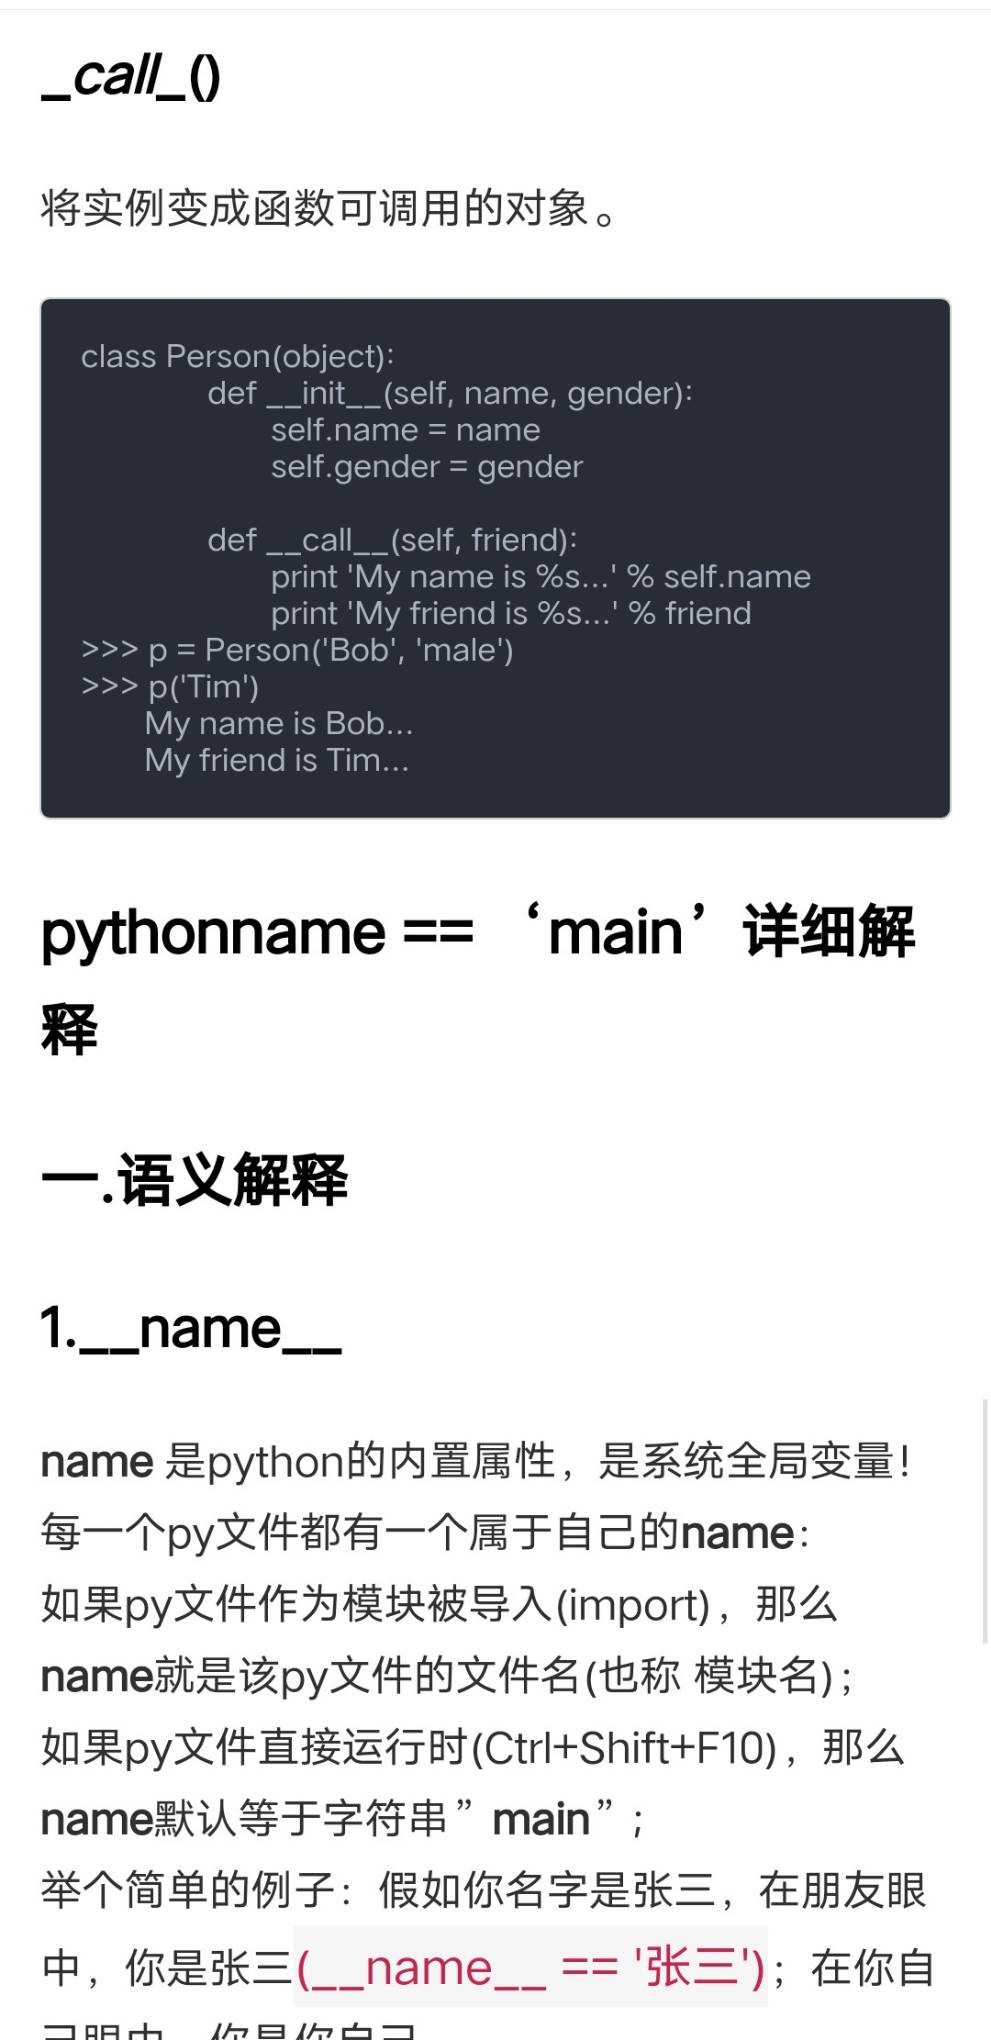 _call_()
将实例变成函数可调用的对象。
class Person(object):
def __init__(self, name, gender):
self.name = name
self.gender = gender
def __call__(self, friend):
print 'My name is %s...' % self.name
print 'My friend is %s...' % friend
>>> p = Person('Bob', 'male')
>>> p('Tim')
My name is Bob...
My friend is Tim...
pythonname == ‘main’详细解
释
一.语义解释
1.__name__
name 是python的内置属性，是系统全局变量！
每一个py文件都有一个属于自己的name：
如果py文件作为模块被导入(import)，那么
name就是该py文件的文件名(也称 模块名)；
如果py文件直接运行时(Ctrl+Shift+F10)，那么
name默认等于字符串”main”；
举个简单的例子：假如你名字是张三，在朋友眼
中，你是张三(__name__ == '张三')；在你自
己眼中，你是你自己